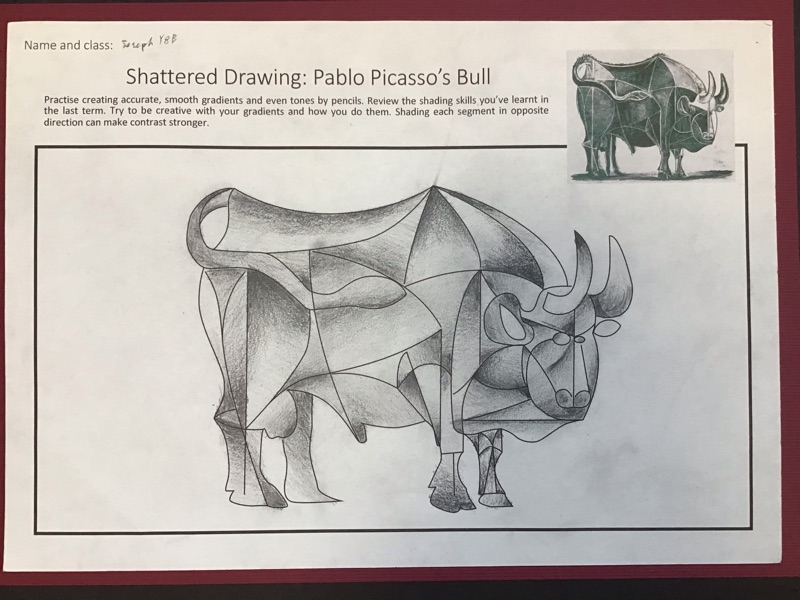 Name and class: Joseph Y8B
Shattered Drawing: Pablo Picasso's Bull
Practise creating accurate, smooth gradients and even tones by pencils. Review the shading skills you've learnt in
the last term. Try to be creative with your gradients and how you do them. Shading each segment in opposite
direction can make contrast stronger.